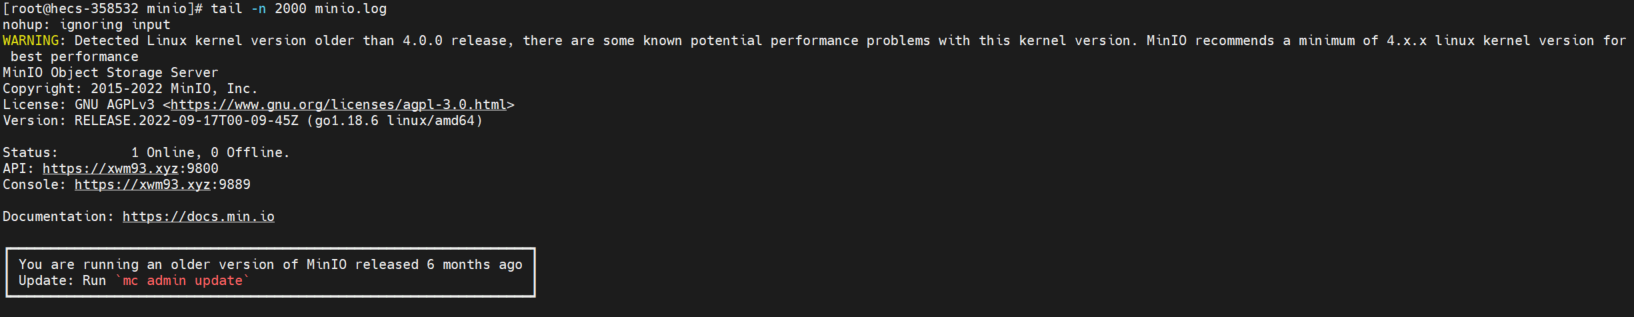 [root@hecs-358532 minio]# tail -n 2000 minio.log
nohup: ignoring input
WARNING: Detected Linux kernel version older than 4.0.0 release, there are some known potential performance problems with this kernel version. MinIO recommends a minimum of 4.x.x linux kernel version for
 best performance
MinIO Object Storage Server
Copyright: 2015-2022 MinIO, Inc.
License: GNU AGPLv3 <https://www.gnu.org/licenses/agpl-3.0.html>
Version: RELEASE.2022-09-17T00-09-45Z (go1.18.6 linux/amd64)
Status:         1 Online, 0 Offline.
API: https://xwm93.xyz:9800
Console: https://xwm93.xyz:9889
Documentation: https://docs.min.io
You are running an older version of MinIO released 6 months ago
Update: Run `mc admin update`